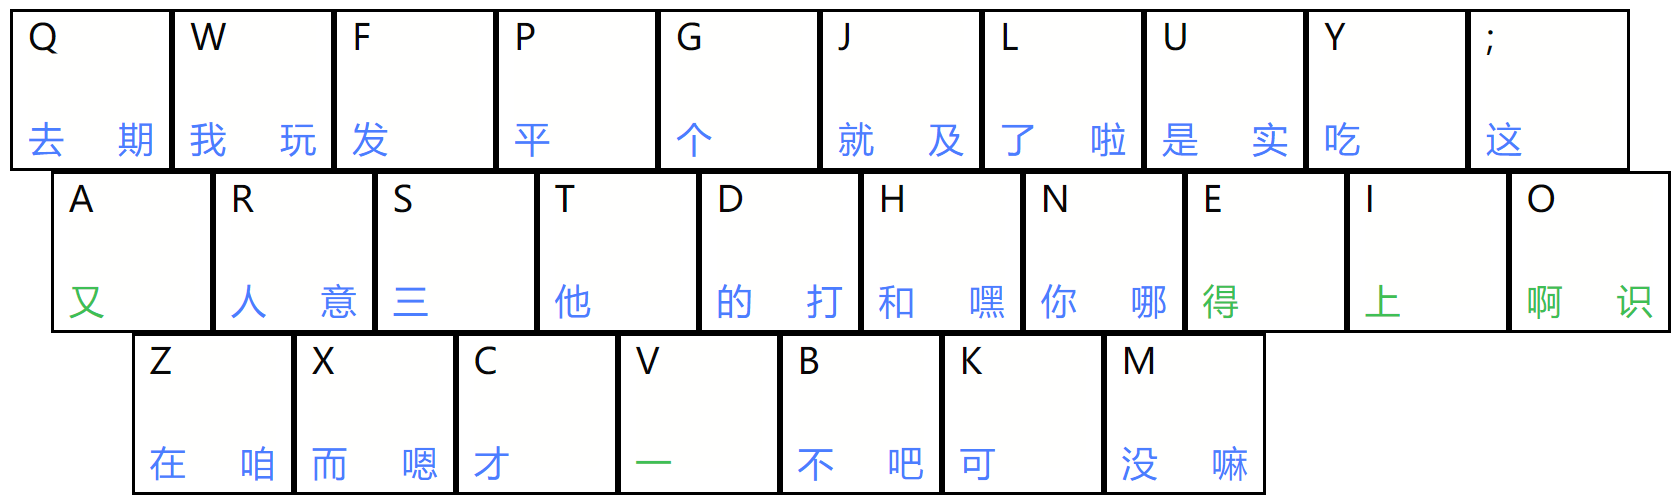 Q W F P G J L U Y ;
去 期 我 玩 发 平 个 就 及 了 啦 是 实 吃 这
A R S T D H N E I O
又 人 意 三 他 的 打 和 嘿 你 哪 得 上 啊 识
Z X C V B K M
在 咱 而 嗯 才 一 不 吧 可 没 嘛